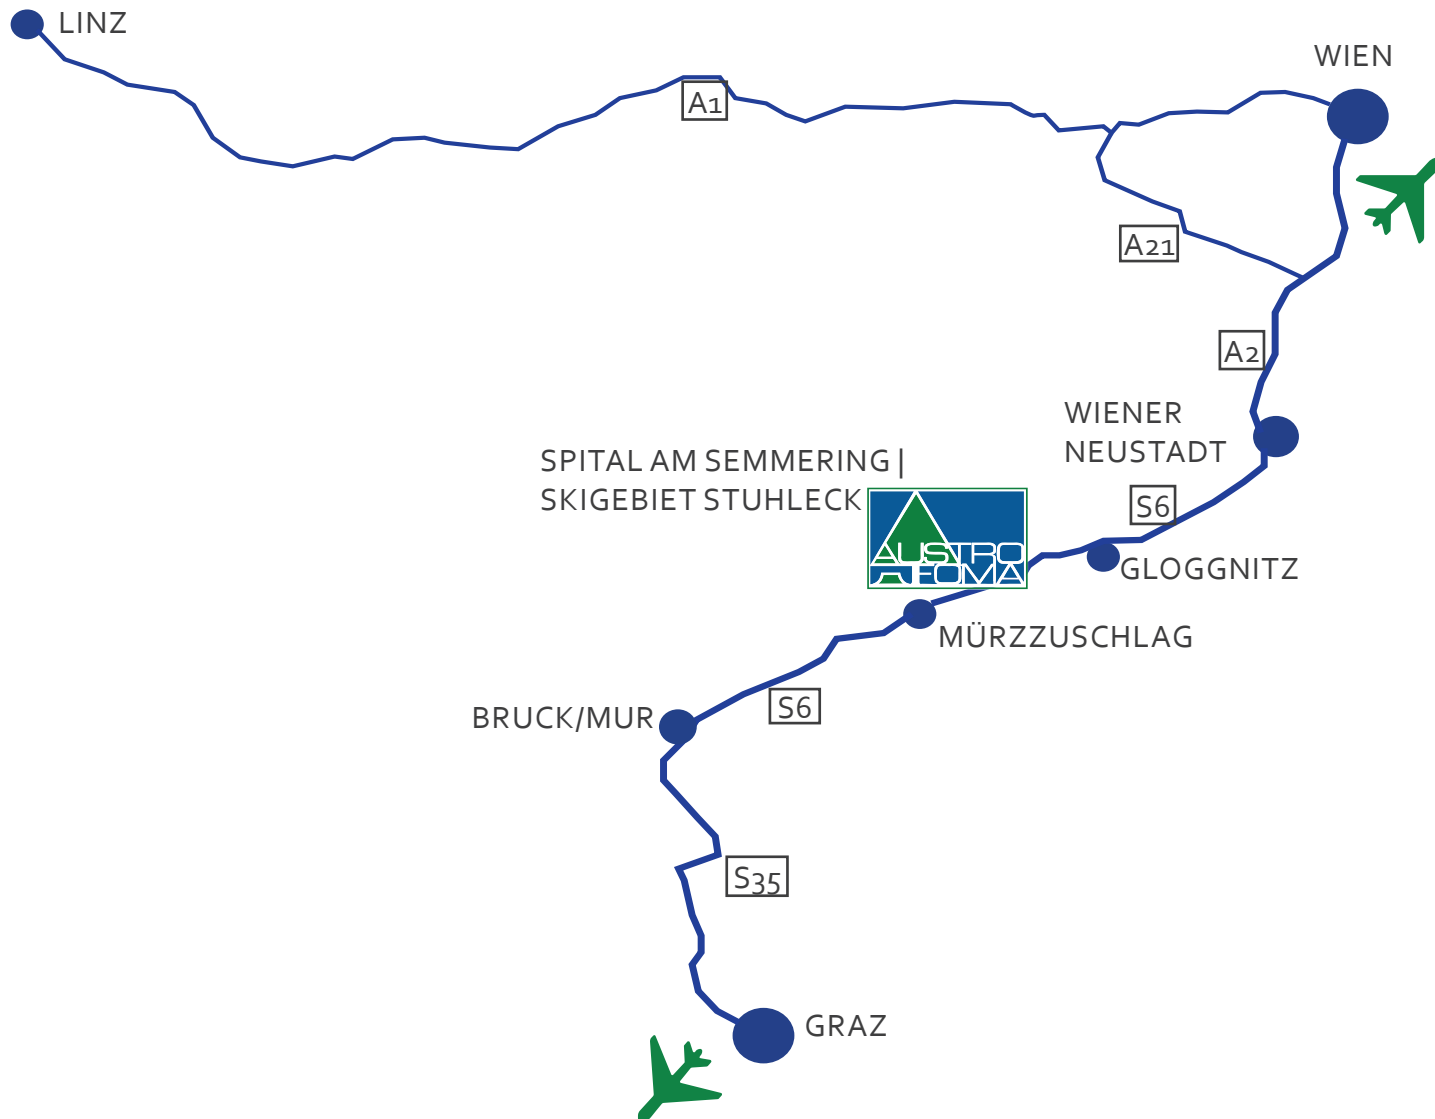 LINZ
WIEN
A1
A21
A2
WIENER
NEUSTADT
SPITAL AM SEMMERING |
SKIGEBIET STUHLECK
S6
AUSTRO
FOMA
GLOGGNITZ
MÜRZZUSCHLAG
S6
BRUCK/MUR
S35
GRAZ